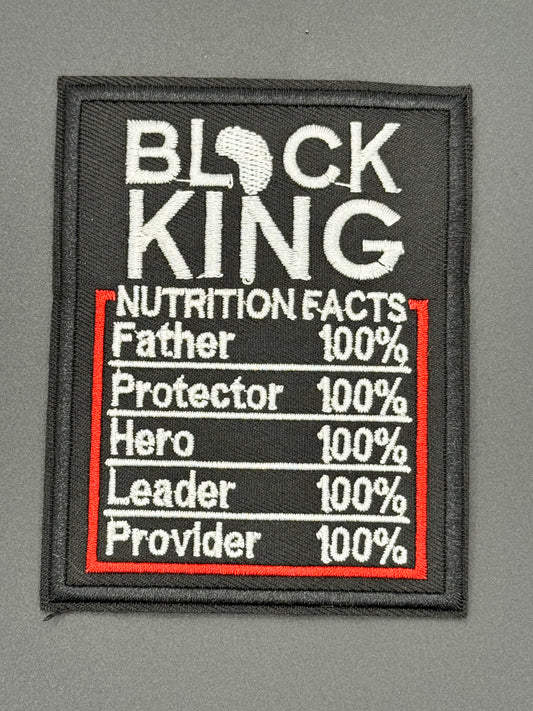 BLACK
KING
NUTRITION FACTS
Father 100%
Protector 100%
Hero 100%
Leader 100%
Provider 100%